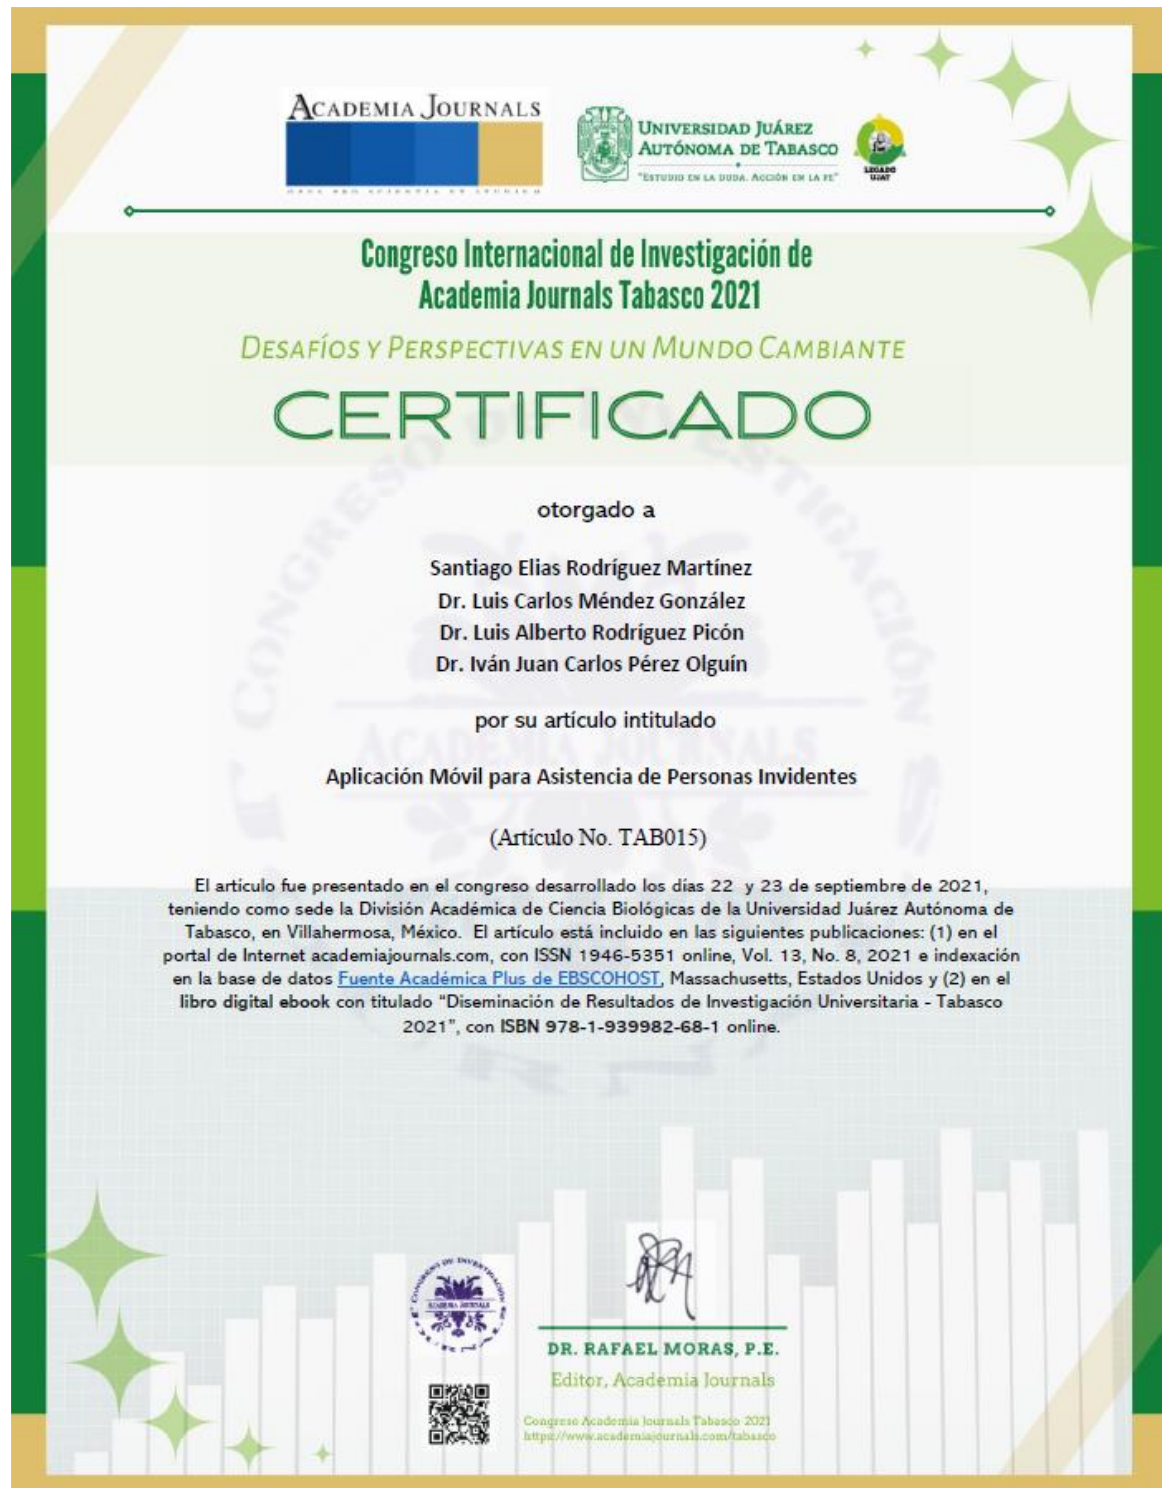 ACADEMIA JOURNALS
UNIVERSIDAD JUÁREZ
AUTÓNOMA DE TABASCO
"ESTUDIO EN LA DUDA. ACCIÓN EN LA FE"
LEGADO
UJAT
Congreso Internacional de Investigación de
Academia Journals Tabasco 2021
DESAFÍOS Y PERSPECTIVAS EN UN MUNDO CAMBIANTE
CERTIFICADO
otorgado a
Santiago Elias Rodríguez Martínez
Dr. Luis Carlos Méndez González
Dr. Luis Alberto Rodríguez Picón
Dr. Iván Juan Carlos Pérez Olguín
por su artículo intitulado
Aplicación Móvil para Asistencia de Personas Invidentes
(Artículo No. TAB015)
El artículo fue presentado en el congreso desarrollado los días 22 y 23 de septiembre de 2021,
teniendo como sede la División Académica de Ciencia Biológicas de la Universidad Juárez Autónoma de
Tabasco, en Villahermosa, México. El artículo está incluido en las siguientes publicaciones: (1) en el
portal de Internet academiajournals.com, con ISSN 1946-5351 online, Vol. 13, No. 8, 2021 e indexación
en la base de datos Fuente Académica Plus de EBSCOHOST, Massachusetts, Estados Unidos y (2) en el
libro digital ebook con titulado “Diseminación de Resultados de Investigación Universitaria - Tabasco
2021”, con ISBN 978-1-939982-68-1 online.
CONGRESO DE INVESTIGACIÓN
ACADEMIA JOURNALS
DR. RAFAEL MORAS, P.E.
Editor, Academia Journals
Congreso Academia Journals Tabasco 2021
https://www.academiajournals.com/tabasco